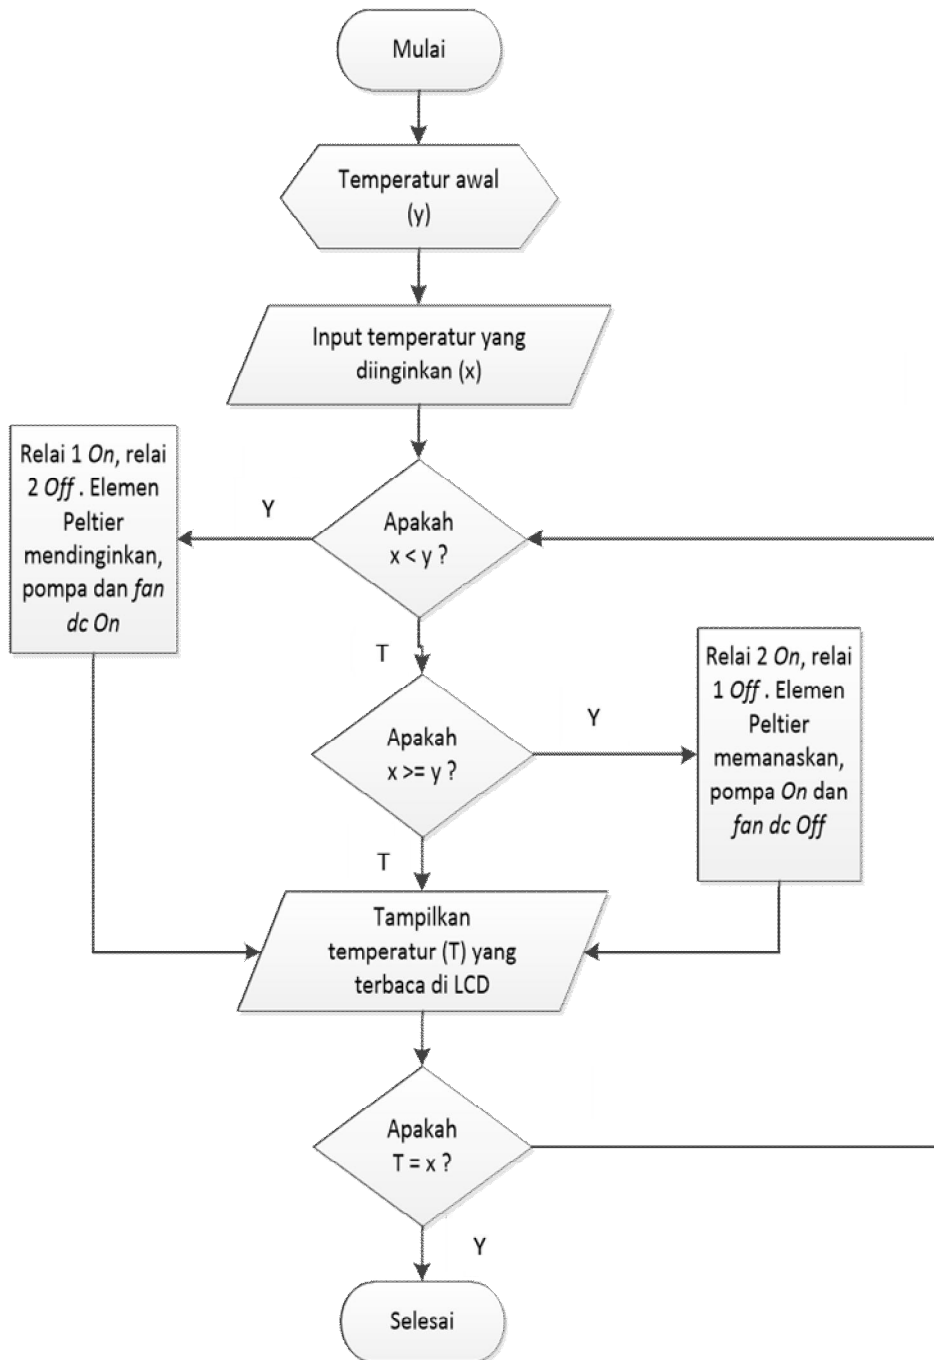 Mulai
Temperatur awal
(y)
Input temperatur yang
diinginkan (x)
Relai 1 On, relai
2 Off . Elemen
Peltier
mendinginkan,
pompa dan fan
dc On
Y
Apakah
x < y ?
T
Relai 2 On, relai
1 Off . Elemen
Peltier
memanaskan,
pompa On dan
fan dc Off
Y
Apakah
x >= y ?
T
Tampilkan
temperatur (T) yang
terbaca di LCD
Apakah
T = x ?
Y
Selesai